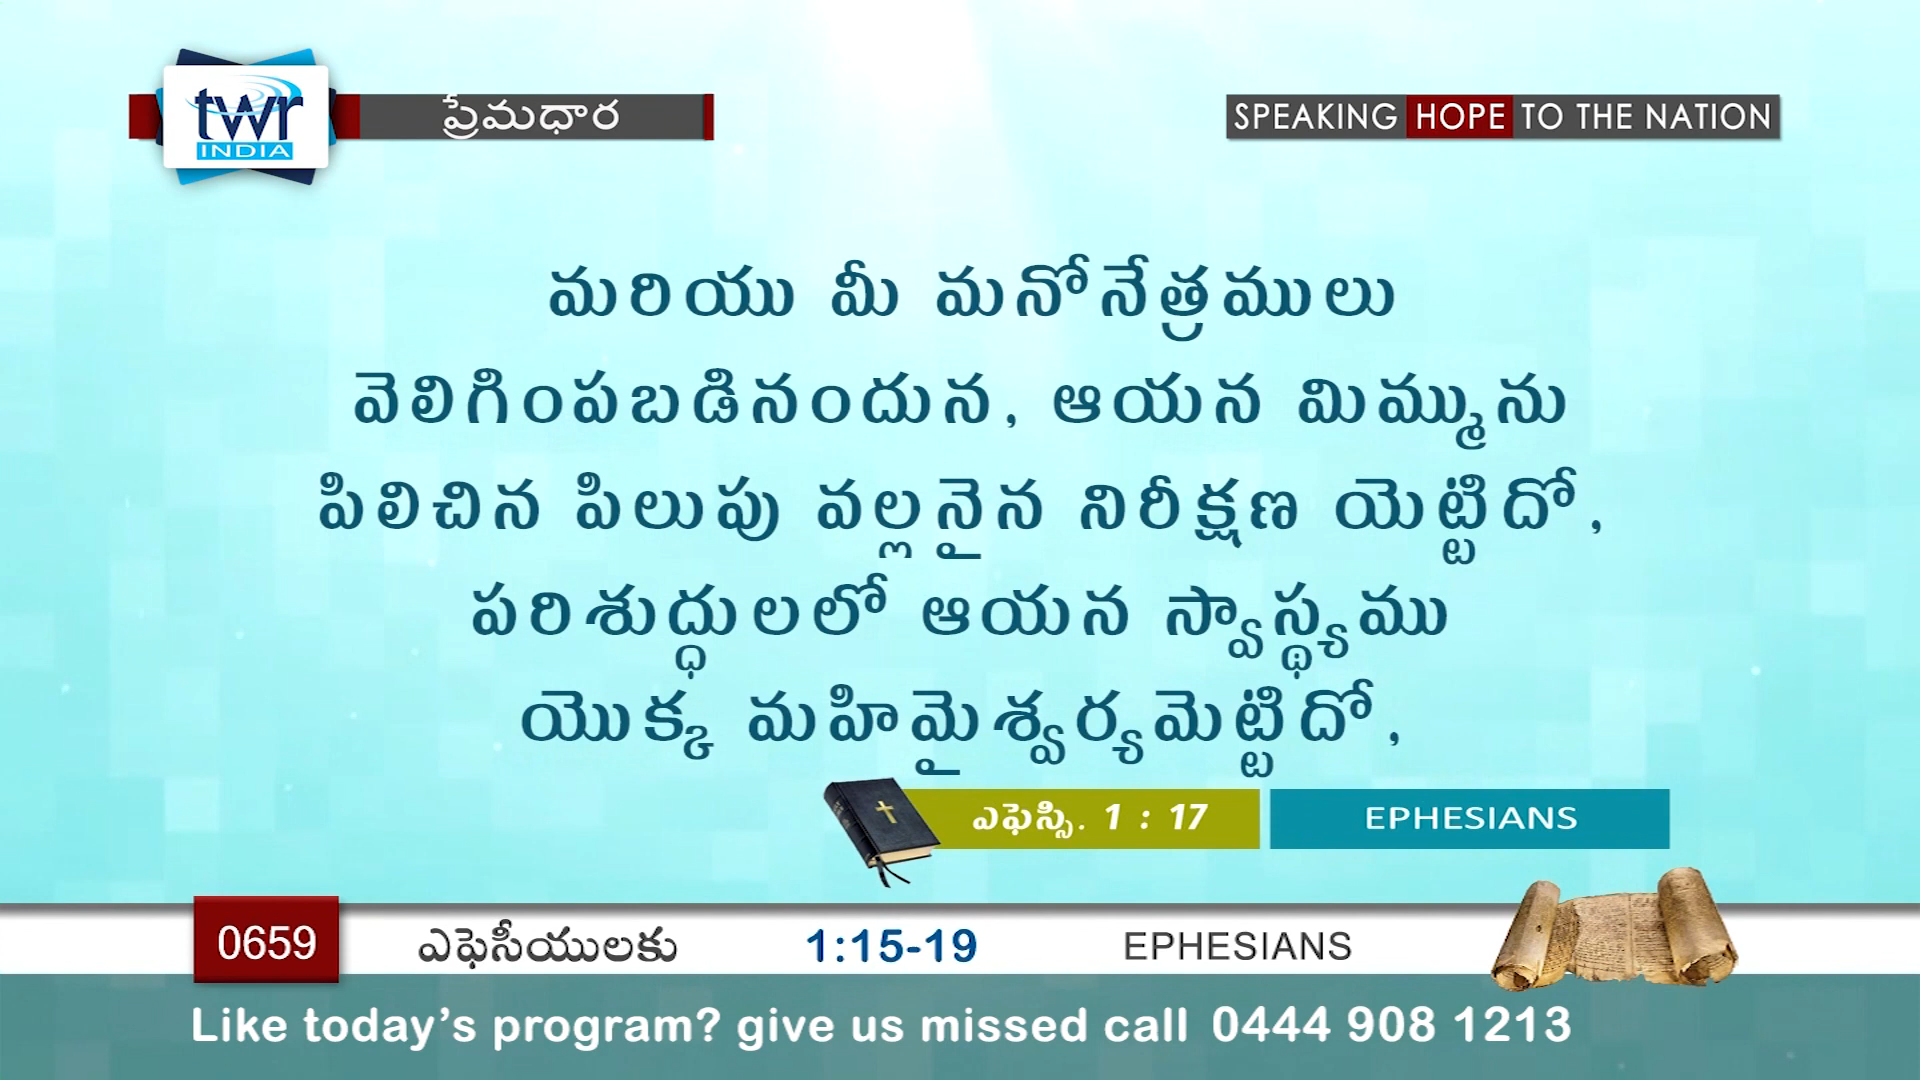 twr
INDIA
ప్రేమధార
SPEAKING HOPE TO THE NATION
మరియు మీ మనోనేత్రములు
వెలిగింపబడినందున, ఆయన మిమ్మును
పిలిచిన పిలుపు వల్లనైన నిరీక్షణ యెట్టిదో,
పరిశుద్ధులలో ఆయన స్వాస్థ్యము
యొక్క మహిమైశ్వర్యమెట్టిదో,
ఎఫెస్సి. 1 : 17
EPHESIANS
0659 ఎఫెసీయులకు 1:15-19 EPHESIANS
Like today's program? give us missed call 0444 908 1213